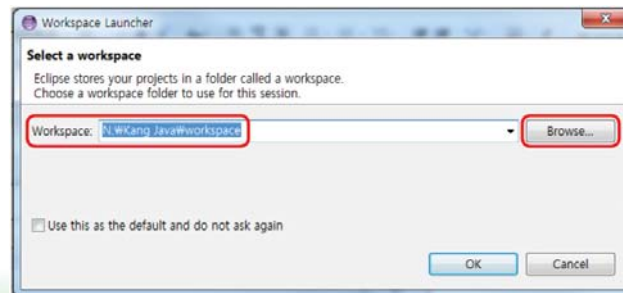 Workspace Launcher
Select a workspace
Eclipse stores your projects in a folder called a workspace.
Choose a workspace folder to use for this session.
Workspace: N:₩Kang Java₩workspace Browse...
Use this as the default and do not ask again
OK Cancel